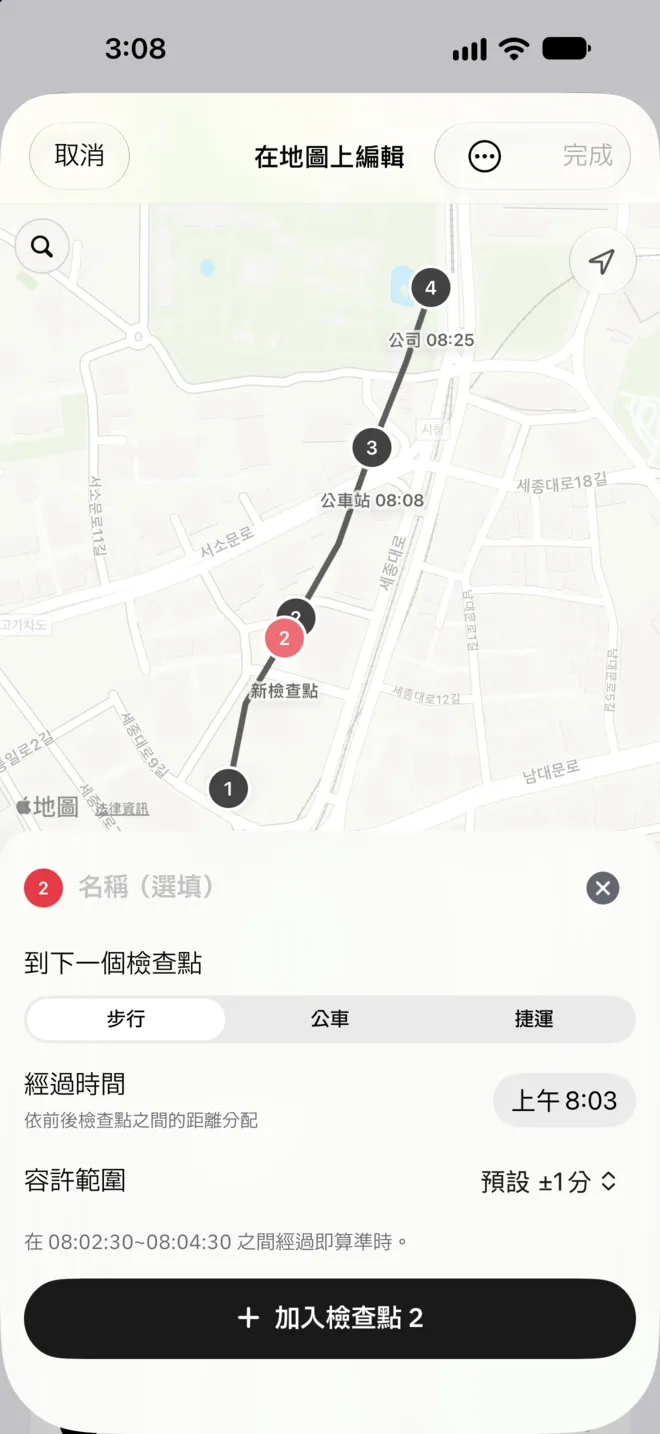 3:08
取消
在地圖上編輯
完成
4
公司 08:25
시청
3
세종대로18길
公車站 08:08
서소문로11길
서소문로
세종대로
고가차도
2
남대문로1길
新檢查點
세종대로12길
남대문로5길
세종대로9길
1
남대문로
地圖
法律資訊
2
名稱（選填）
到下一個檢查點
步行
公車
捷運
經過時間
上午 8:03
依前後檢查點之間的距離分配
容許範圍
預設 ±1分
在 08:02:30~08:04:30 之間經過即算準時。
+ 加入檢查點 2